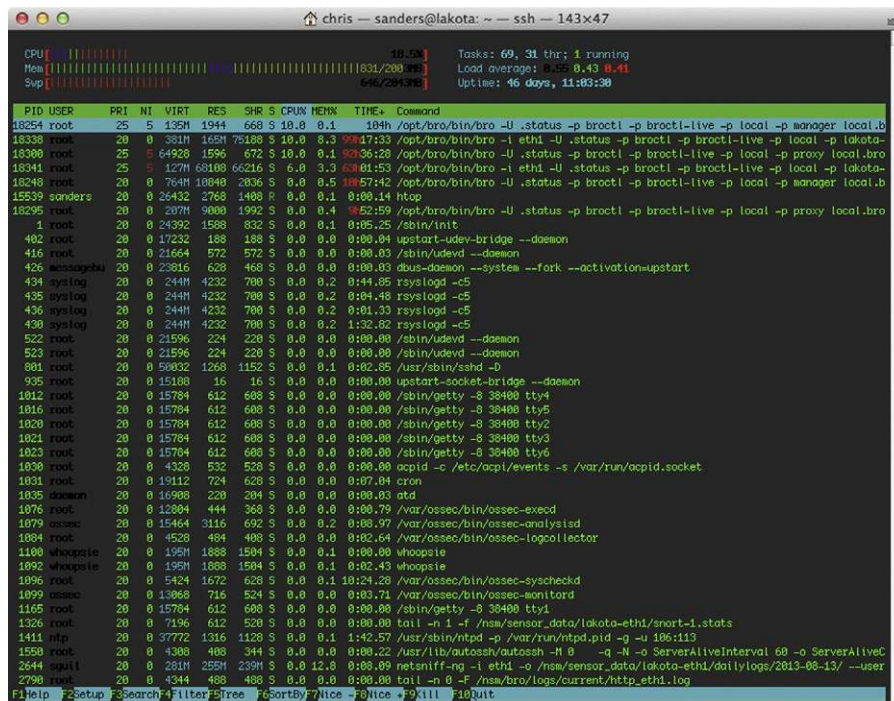 chris — sanders@lakota: ~ — ssh — 143×47
CPU[||||||||||| 18.5%] Tasks: 69, 31 thr; 1 running
Mem[|||||||||||||||||||||||||||||||||||||||||||||831/2003MB] Load average: 0.55 0.43 0.41
Swp[||||||||||||||||| 646/2043MB] Uptime: 46 days, 11:03:30
PID USER PRI NI VIRT RES SHR S CPU% MEM% TIME+ Command
18254 root 25 5 135M 1944 668 S 10.0 0.1 104h /opt/bro/bin/bro -U .status -p broctl -p broctl-live -p local -p manager local.b
18338 root 20 0 381M 165M 75188 S 10.0 8.3 99h17:33 /opt/bro/bin/bro -i eth1 -U .status -p broctl -p broctl-live -p local -p lakota-
18300 root 25 5 64928 1596 672 S 10.0 0.1 92h36:28 /opt/bro/bin/bro -U .status -p broctl -p broctl-live -p local -p proxy local.bro
18341 root 25 5 127M 68108 66216 S 6.0 3.3 63h01:53 /opt/bro/bin/bro -i eth1 -U .status -p broctl -p broctl-live -p local -p lakota-
18248 root 20 0 764M 10840 2036 S 0.0 0.5 10h57:42 /opt/bro/bin/bro -U .status -p broctl -p broctl-live -p local -p manager local.b
15539 sanders 20 0 26432 2768 1408 R 0.0 0.1 0:00.14 htop
18295 root 20 0 207M 9000 1992 S 0.0 0.4 9h52:59 /opt/bro/bin/bro -U .status -p broctl -p broctl-live -p local -p proxy local.bro
1 root 20 0 24392 1588 832 S 0.0 0.1 0:05.25 /sbin/init
402 root 20 0 17232 188 188 S 0.0 0.0 0:00.04 upstart-udev-bridge --daemon
416 root 20 0 21664 572 572 S 0.0 0.0 0:00.03 /sbin/udevd --daemon
426 messagebu 20 0 23816 628 468 S 0.0 0.0 0:00.03 dbus-daemon --system --fork --activation=upstart
434 syslog 20 0 244M 4232 700 S 0.0 0.2 0:44.85 rsyslogd -c5
435 syslog 20 0 244M 4232 700 S 0.0 0.2 0:04.48 rsyslogd -c5
436 syslog 20 0 244M 4232 700 S 0.0 0.2 0:01.33 rsyslogd -c5
430 syslog 20 0 244M 4232 700 S 0.0 0.2 1:32.82 rsyslogd -c5
522 root 20 0 21596 224 220 S 0.0 0.0 0:00.00 /sbin/udevd --daemon
523 root 20 0 21596 224 220 S 0.0 0.0 0:00.00 /sbin/udevd --daemon
801 root 20 0 50032 1268 1152 S 0.0 0.1 0:02.85 /usr/sbin/sshd -D
935 root 20 0 15188 16 16 S 0.0 0.0 0:00.00 upstart-socket-bridge --daemon
1012 root 20 0 15784 612 608 S 0.0 0.0 0:00.00 /sbin/getty -8 38400 tty4
1016 root 20 0 15784 612 608 S 0.0 0.0 0:00.00 /sbin/getty -8 38400 tty5
1020 root 20 0 15784 612 608 S 0.0 0.0 0:00.00 /sbin/getty -8 38400 tty2
1021 root 20 0 15784 612 608 S 0.0 0.0 0:00.00 /sbin/getty -8 38400 tty3
1023 root 20 0 15784 612 608 S 0.0 0.0 0:00.00 /sbin/getty -8 38400 tty6
1030 root 20 0 4328 532 528 S 0.0 0.0 0:00.00 acpid -c /etc/acpi/events -s /var/run/acpid.socket
1031 root 20 0 19112 724 628 S 0.0 0.0 0:07.04 cron
1035 daemon 20 0 16908 220 204 S 0.0 0.0 0:00.03 atd
1076 root 20 0 12804 444 368 S 0.0 0.0 0:00.79 /var/ossec/bin/ossec-execd
1079 ossec 20 0 15464 3116 692 S 0.0 0.2 0:08.97 /var/ossec/bin/ossec-analysisd
1084 root 20 0 4528 484 408 S 0.0 0.0 0:02.64 /var/ossec/bin/ossec-logcollector
1100 whoopsie 20 0 195M 1888 1504 S 0.0 0.1 0:00.00 whoopsie
1092 whoopsie 20 0 195M 1888 1504 S 0.0 0.1 0:02.43 whoopsie
1096 root 20 0 5424 1672 628 S 0.0 0.1 10:24.28 /var/ossec/bin/ossec-syscheckd
1099 ossec 20 0 13068 716 524 S 0.0 0.0 0:03.71 /var/ossec/bin/ossec-monitord
1165 root 20 0 15784 612 608 S 0.0 0.0 0:00.00 /sbin/getty -8 38400 tty1
1326 root 20 0 7196 612 520 S 0.0 0.0 0:00.00 tail -n 1 -f /nsm/sensor_data/lakota-eth1/snort-1.stats
1411 ntp 20 0 37772 1316 1128 S 0.0 0.1 1:42.57 /usr/sbin/ntpd -p /var/run/ntpd.pid -g -u 106:113
1550 root 20 0 4308 408 344 S 0.0 0.0 0:00.22 /usr/lib/autossh/autossh -M 0 -q -N -o ServerAliveInterval 60 -o ServerAliveC
2644 sguil 20 0 281M 255M 239M S 0.0 12.8 0:08.09 netsniff-ng -i eth1 -o /nsm/sensor_data/lakota-eth1/dailylogs/2013-08-13/ --user
2790 root 20 0 4344 488 488 S 0.0 0.0 0:00.00 tail -n 0 -F /nsm/bro/logs/current/http_eth1.log
F1Help F2Setup F3SearchF4FilterF5Tree F6SortByF7Nice -F8Nice +F9Kill F10Quit